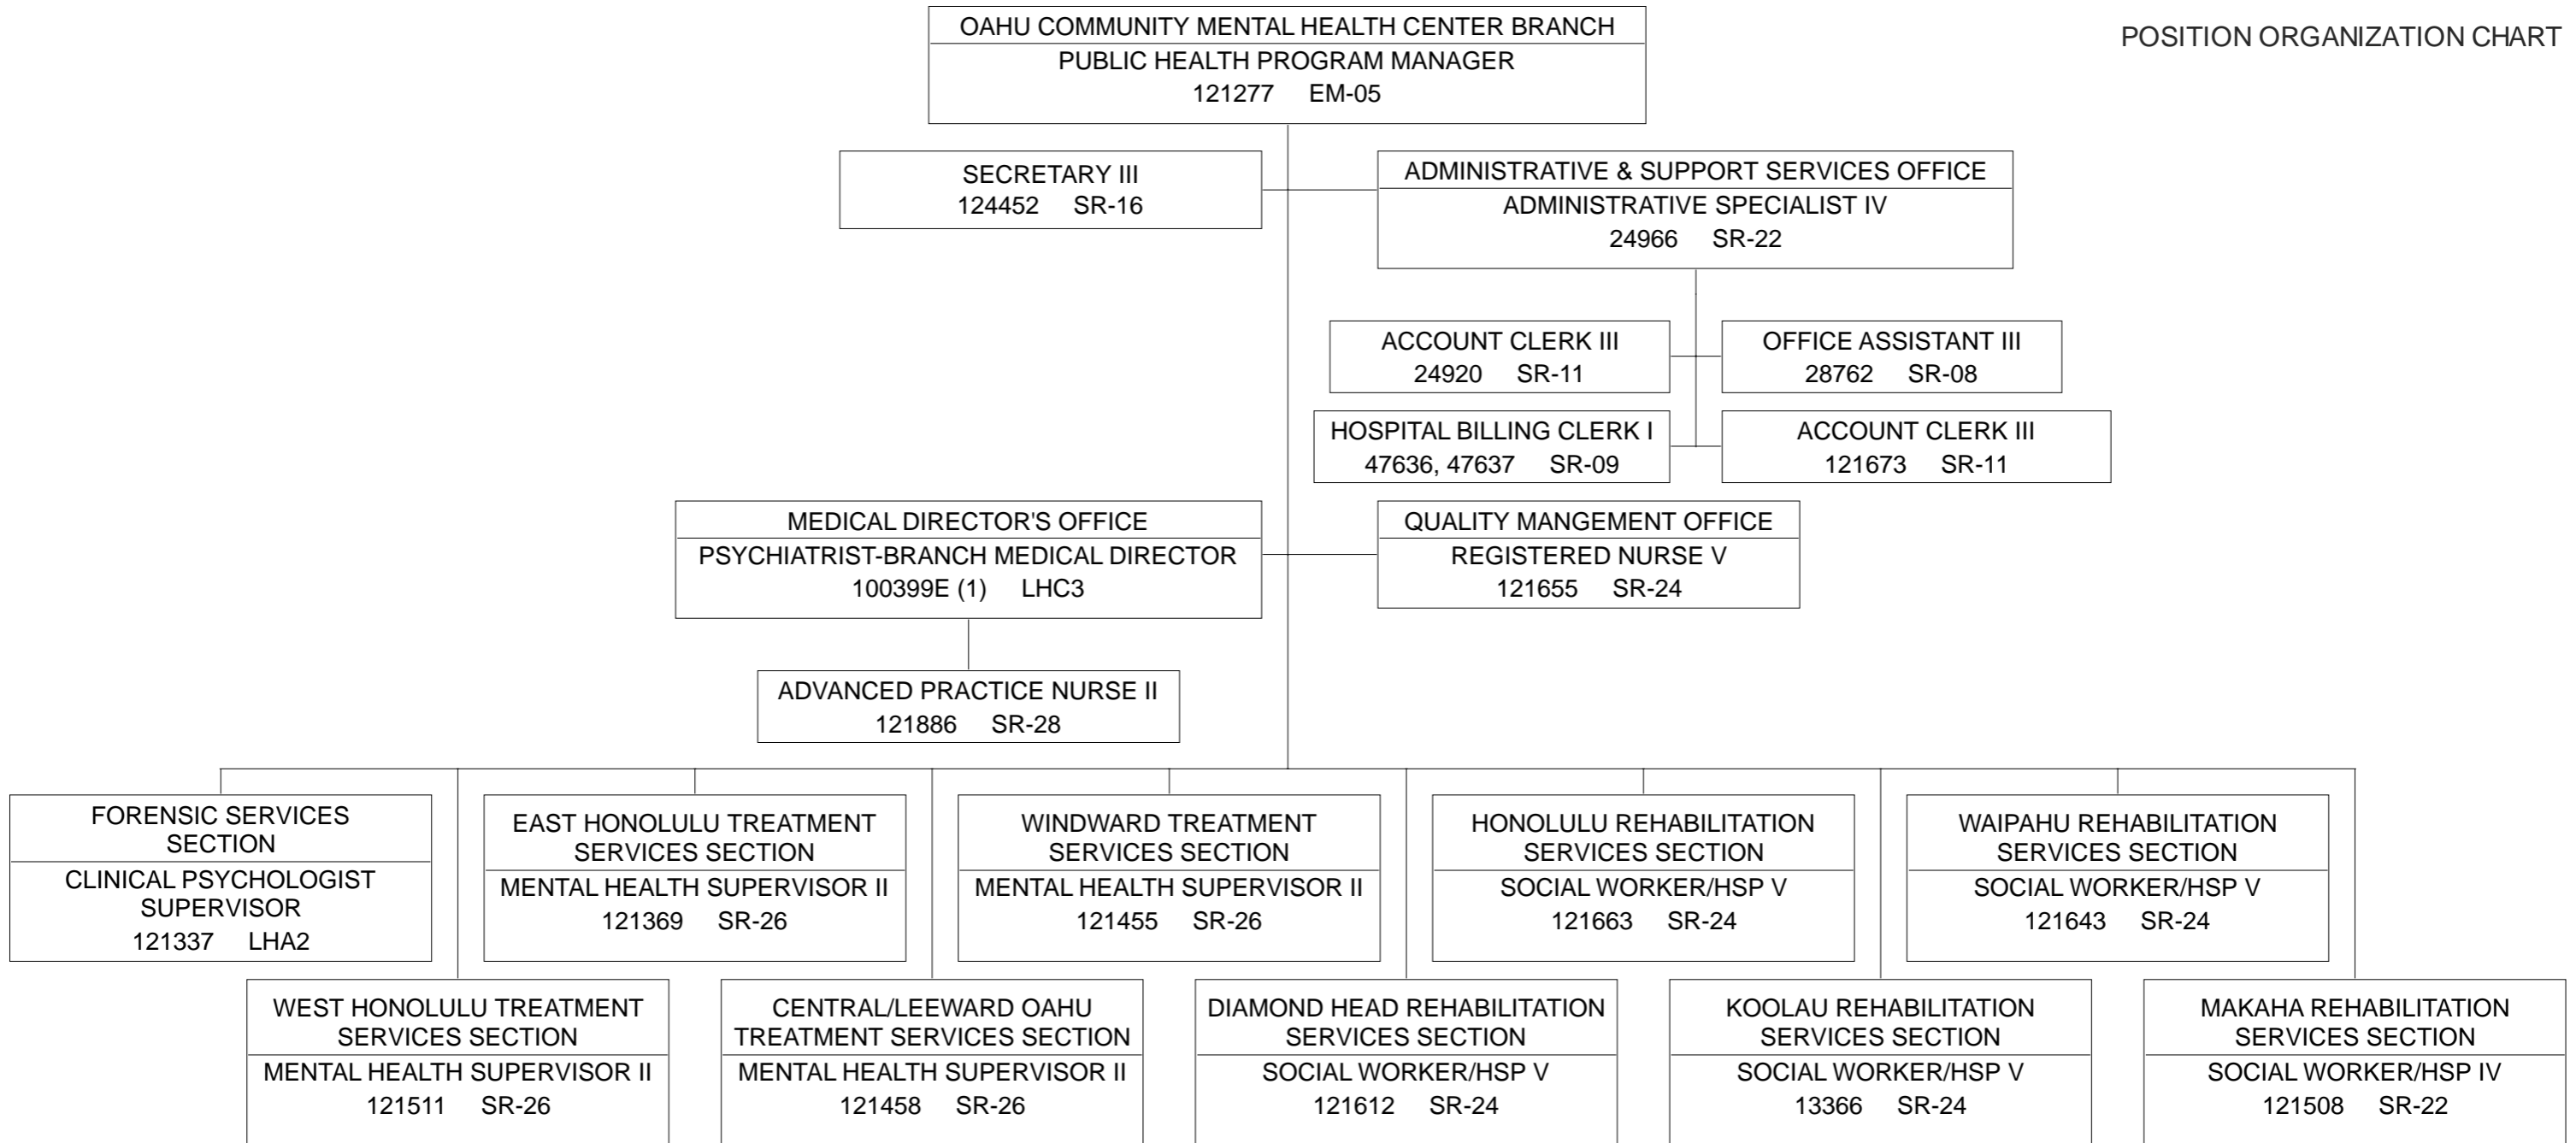 OAHU COMMUNITY MENTAL HEALTH CENTER BRANCH
PUBLIC HEALTH PROGRAM MANAGER
121277 EM-05
POSITION ORGANIZATION CHART
SECRETARY III
124452 SR-16
ADMINISTRATIVE & SUPPORT SERVICES OFFICE
ADMINISTRATIVE SPECIALIST IV
24966 SR-22
ACCOUNT CLERK III
24920 SR-11
OFFICE ASSISTANT III
28762 SR-08
HOSPITAL BILLING CLERK I
47636, 47637 SR-09
ACCOUNT CLERK III
121673 SR-11
MEDICAL DIRECTOR'S OFFICE
PSYCHIATRIST-BRANCH MEDICAL DIRECTOR
100399E (1) LHC3
QUALITY MANGEMENT OFFICE
REGISTERED NURSE V
121655 SR-24
ADVANCED PRACTICE NURSE II
121886 SR-28
FORENSIC SERVICES
SECTION
CLINICAL PSYCHOLOGIST
SUPERVISOR
121337 LHA2
EAST HONOLULU TREATMENT
SERVICES SECTION
MENTAL HEALTH SUPERVISOR II
121369 SR-26
WINDWARD TREATMENT
SERVICES SECTION
MENTAL HEALTH SUPERVISOR II
121455 SR-26
HONOLULU REHABILITATION
SERVICES SECTION
SOCIAL WORKER/HSP V
121663 SR-24
WAIPAHU REHABILITATION
SERVICES SECTION
SOCIAL WORKER/HSP V
121643 SR-24
WEST HONOLULU TREATMENT
SERVICES SECTION
MENTAL HEALTH SUPERVISOR II
121511 SR-26
CENTRAL/LEEWARD OAHU
TREATMENT SERVICES SECTION
MENTAL HEALTH SUPERVISOR II
121458 SR-26
DIAMOND HEAD REHABILITATION
SERVICES SECTION
SOCIAL WORKER/HSP V
121612 SR-24
KOOLAU REHABILITATION
SERVICES SECTION
SOCIAL WORKER/HSP V
13366 SR-24
MAKAHA REHABILITATION
SERVICES SECTION
SOCIAL WORKER/HSP IV
121508 SR-22